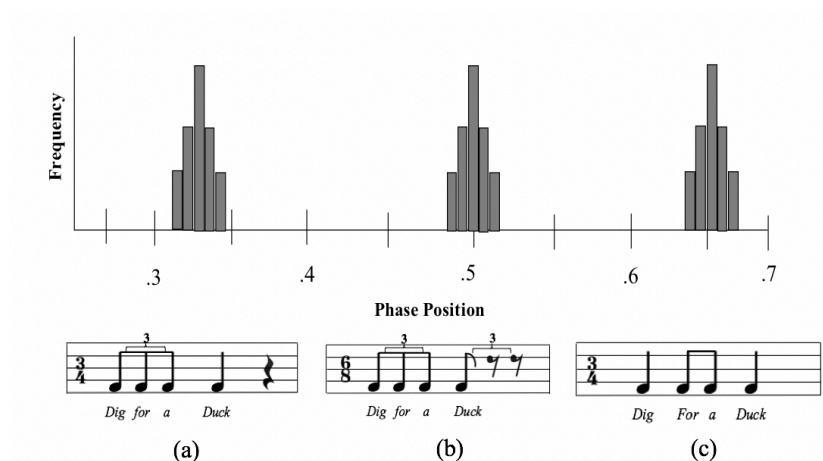 Frequency
.3 .4 .5 .6 .7
Phase Position
3 3 3
3 4 6 8 3 4
Dig for a Duck Dig for a Duck Dig For a Duck
(a) (b) (c)